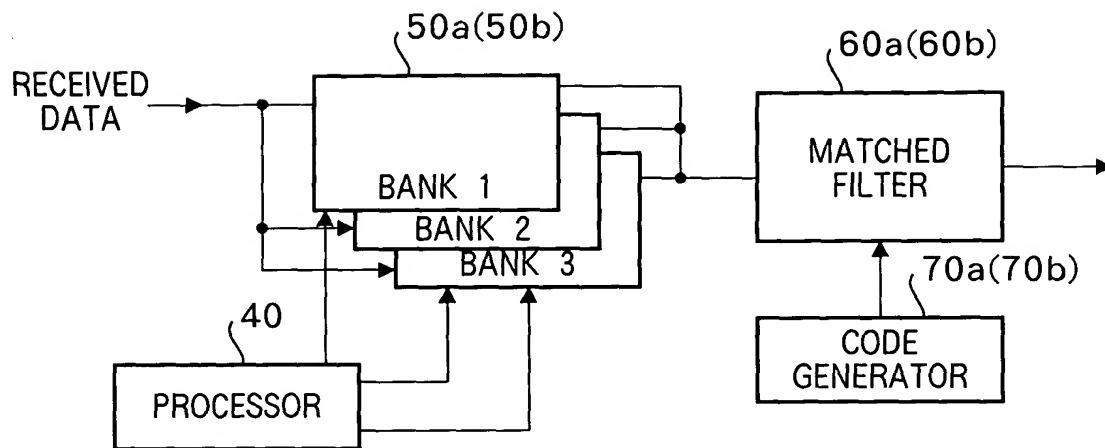 50a(50b)
60a(60b)
RECEIVED
DATA
MATCHED
FILTER
BANK 1
BANK 2
BANK 3
70a(70b)
40
CODE
GENERATOR
PROCESSOR